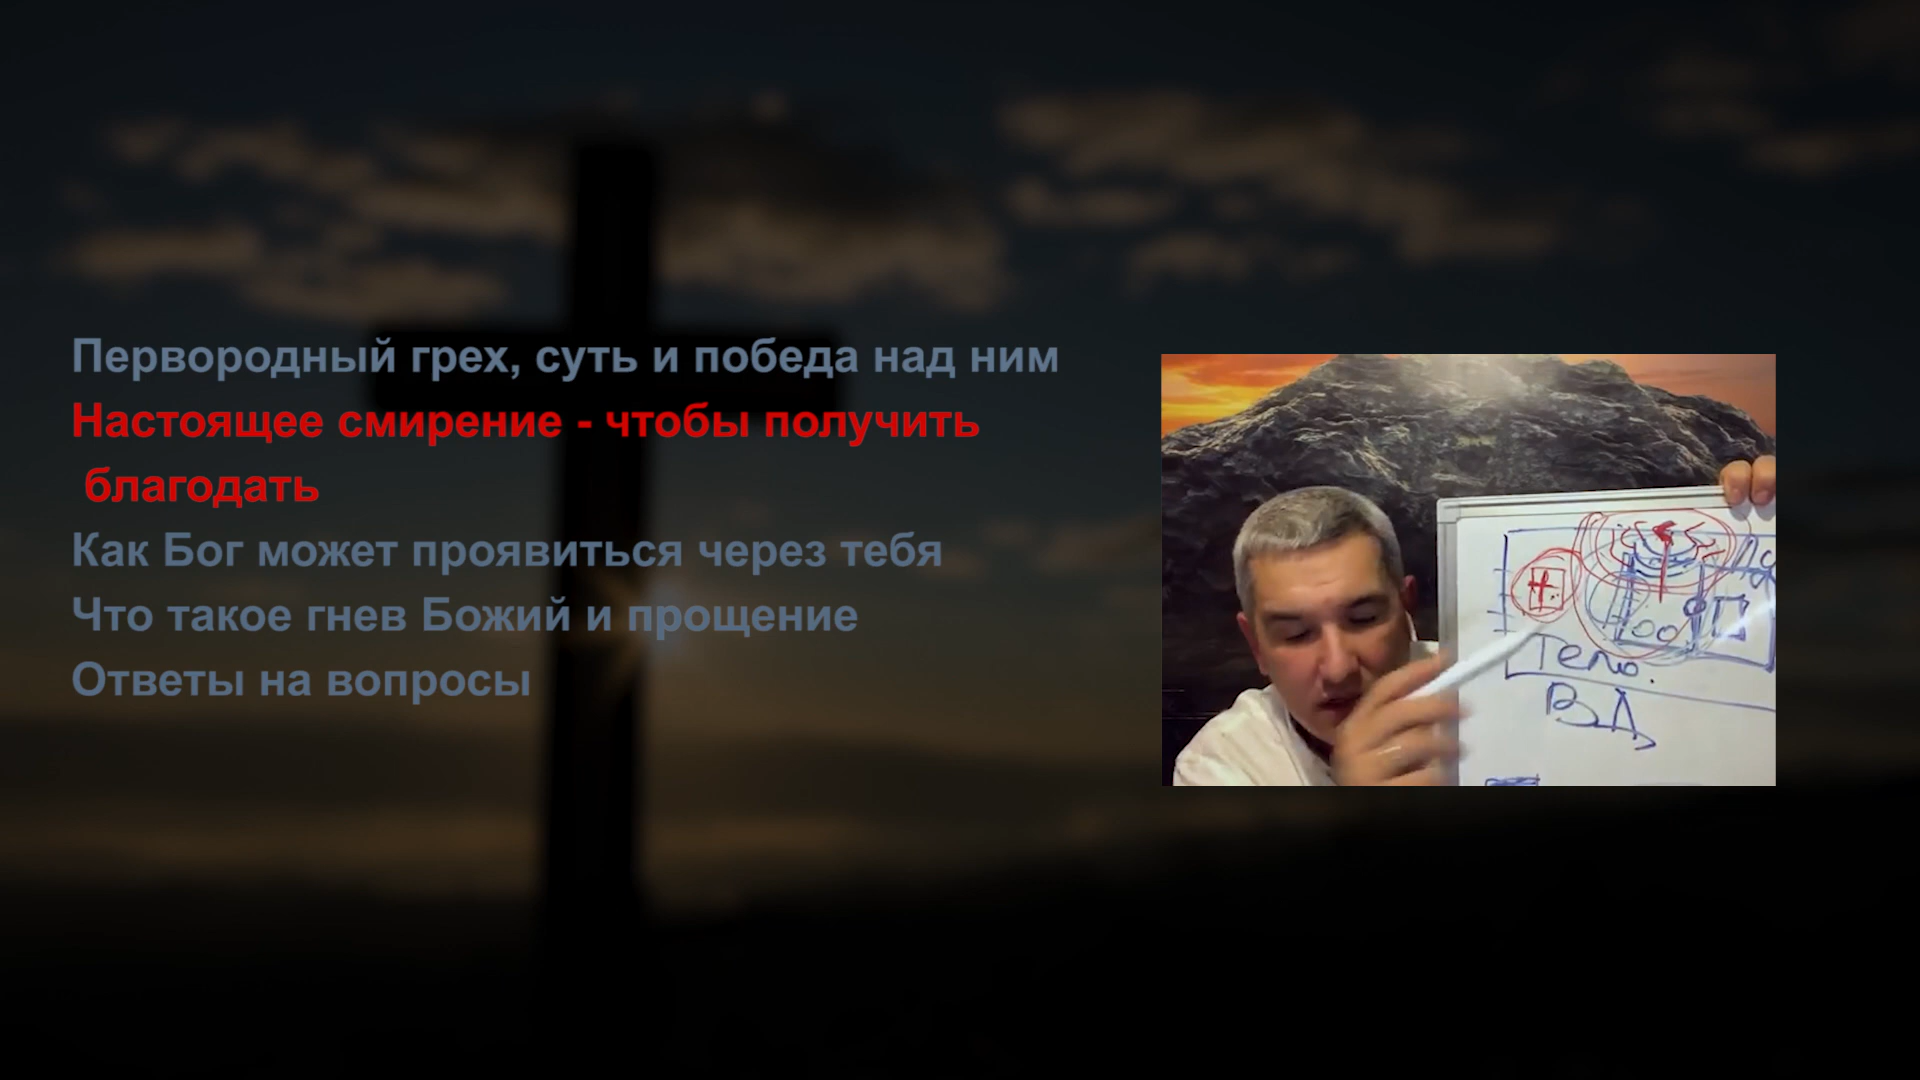 Первородный грех, суть и победа над ним
Настоящее смирение - чтобы получить
благодать
Как Бог может проявиться через тебя
Что такое гнев Божий и прощение
Ответы на вопросы
Тело.